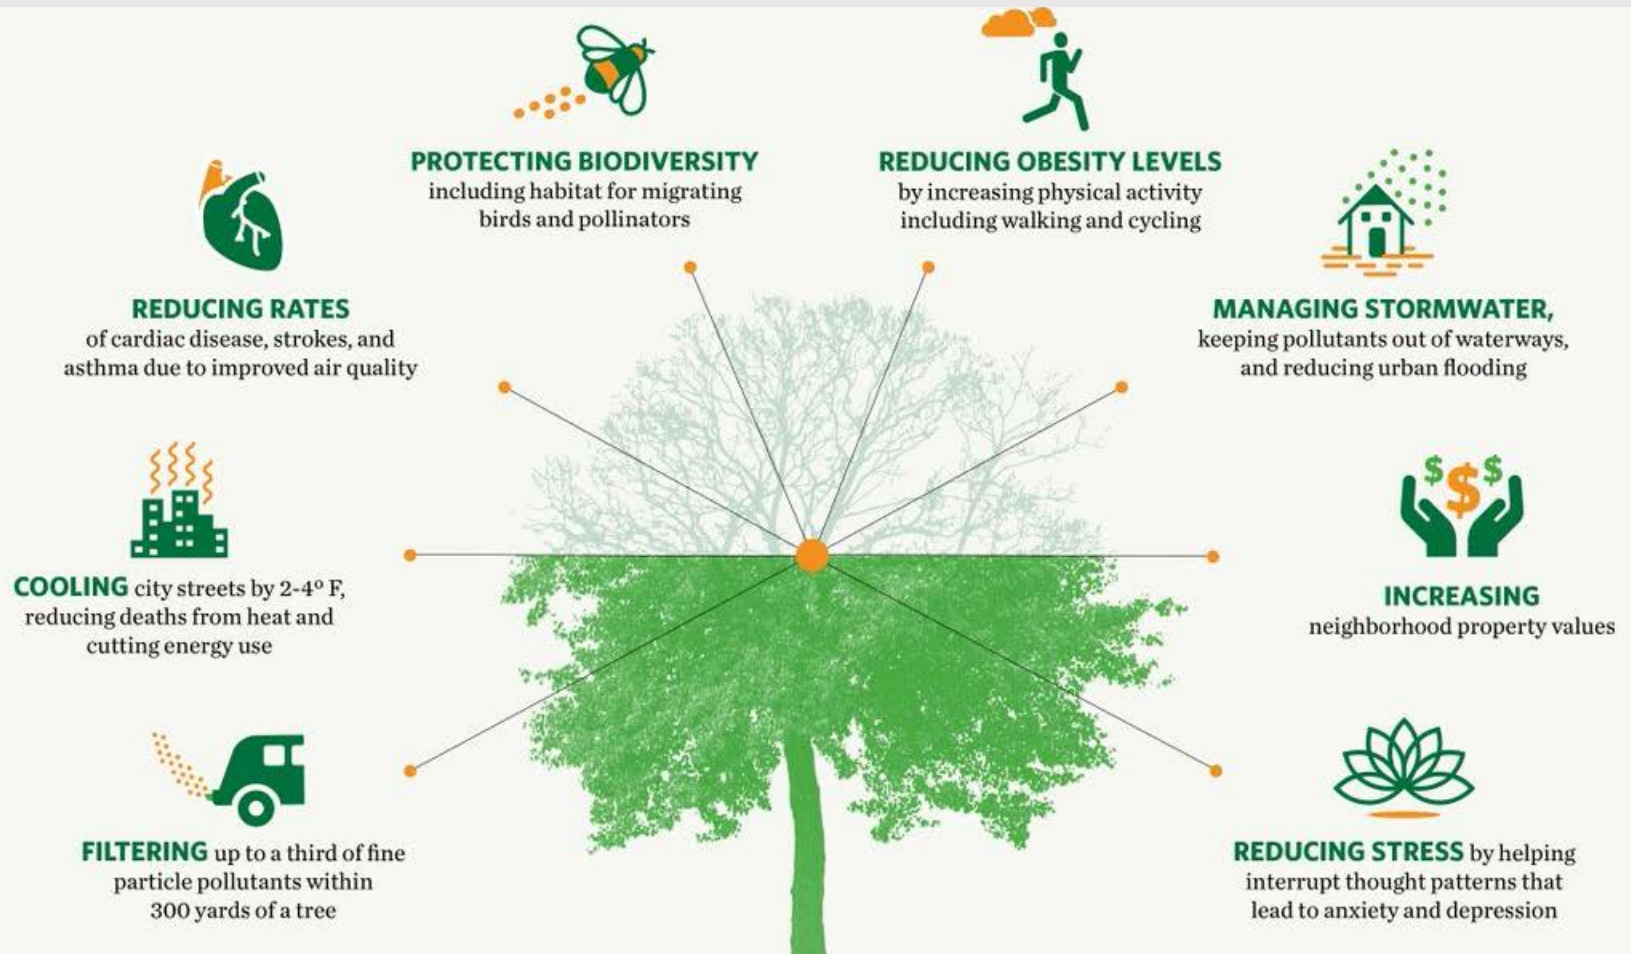 PROTECTING BIODIVERSITY
including habitat for migrating
birds and pollinators
REDUCING OBESITY LEVELS
by increasing physical activity
including walking and cycling
REDUCING RATES
of cardiac disease, strokes, and
asthma due to improved air quality
MANAGING STORMWATER,
keeping pollutants out of waterways,
and reducing urban flooding
COOLING city streets by 2-4º F,
reducing deaths from heat and
cutting energy use
$ $ $
INCREASING
neighborhood property values
FILTERING up to a third of fine
particle pollutants within
300 yards of a tree
REDUCING STRESS by helping
interrupt thought patterns that
lead to anxiety and depression